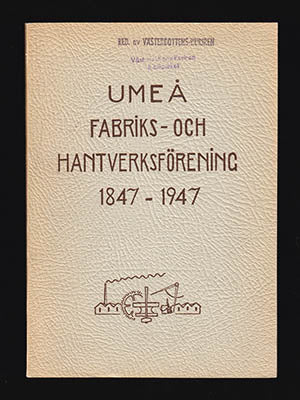 RED. av VÄSTERBOTTENS-KURIREN
UMEÅ
FABRIKS - OCH
HANTVERKSFÖRENING
1847 - 1947